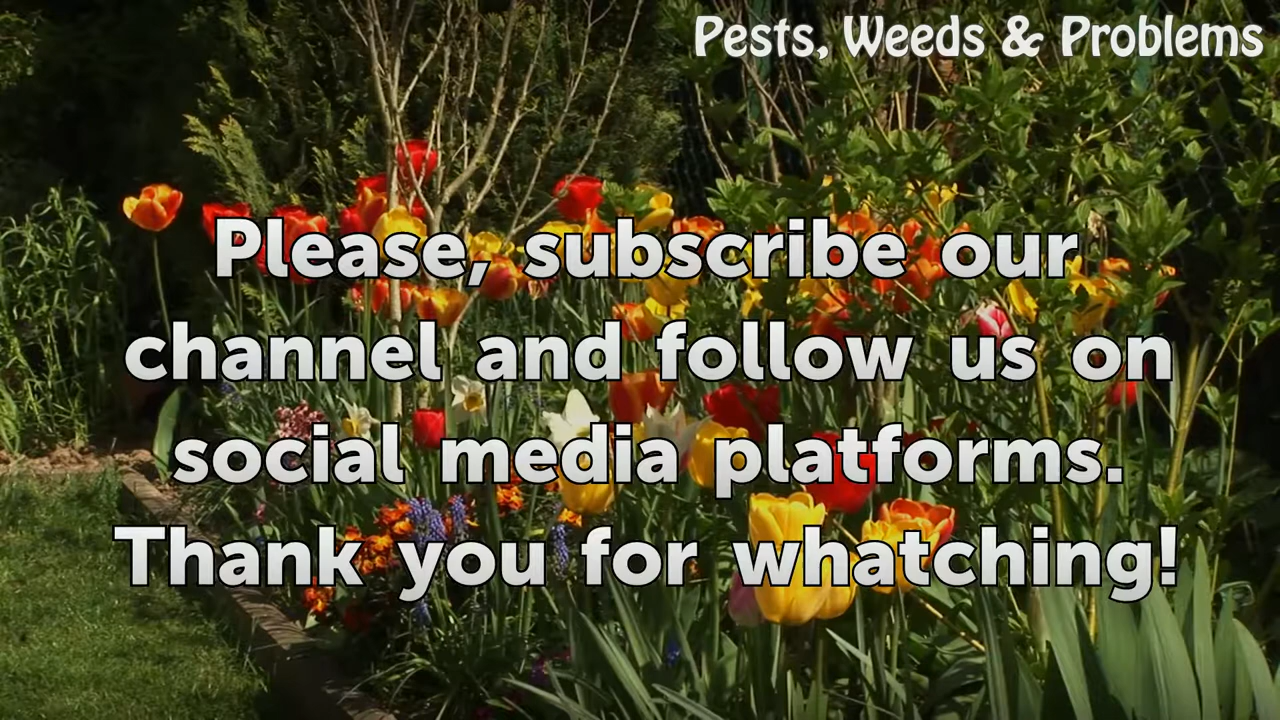 Pests, Weeds & Problems
Please, subscribe our
channel and follow us on
social media platforms.
Thank you for whatching!